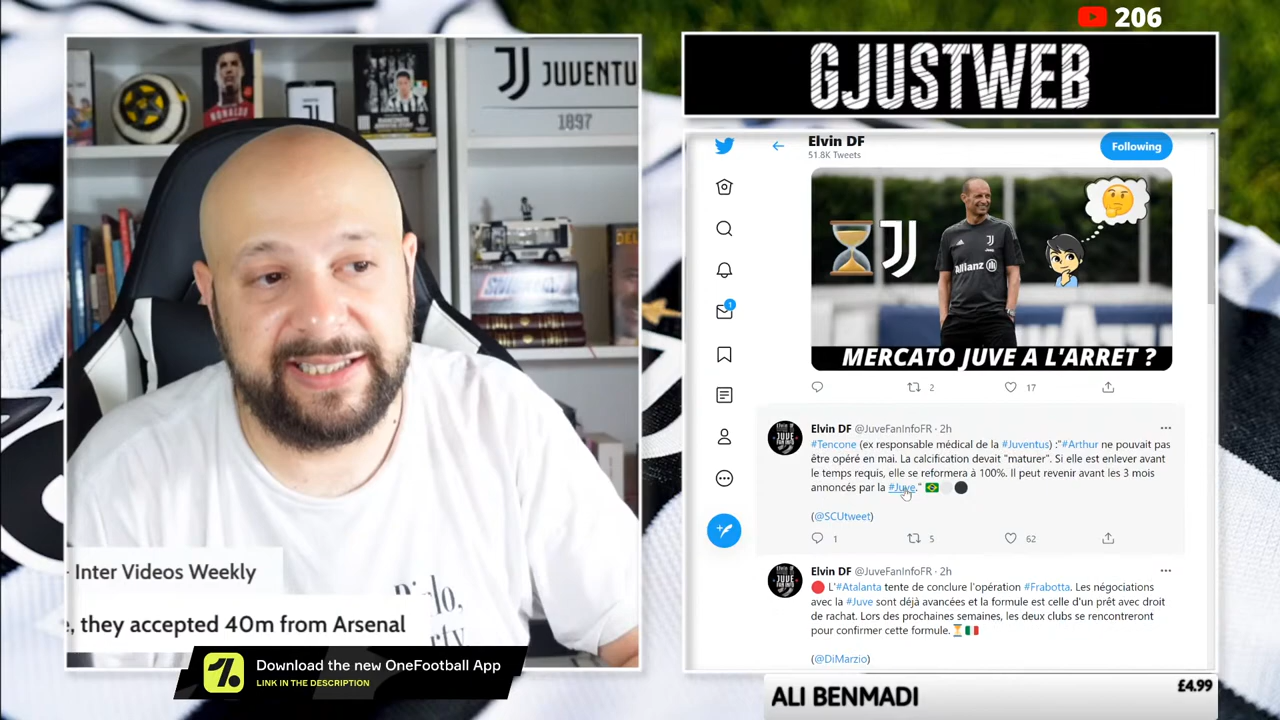 206
GJUSTWEB
JUVENTU
1897
RONALDO
Elvin DF
51.8K Tweets
Following
Allianz
MERCATO JUVE A L'ARRET ?
2
17
Elvin DF @JuveFanInfoFR · 2h
#Tencone (ex responsable médical de la #Juventus) :"#Arthur ne pouvait pas
être opéré en mai. La calcification devait "maturer". Si elle est enlever avant
le temps requis, elle se reformera à 100%. Il peut revenir avant les 3 mois
annoncés par la #Juve."
(@SCUtweet)
1
5
62
Elvin DF @JuveFanInfoFR · 2h
L'#Atalanta tente de conclure l'opération #Frabotta. Les négociations
avec la #Juve sont déjà avancées et la formule est celle d'un prêt avec droit
de rachat. Lors des prochaines semaines, les deux clubs se rencontreront
pour confirmer cette formule.
(@DiMarzio)
Inter Videos Weekly
, they accepted 40m from Arsenal
Download the new OneFootball App
LINK IN THE DESCRIPTION
ALI BENMADI
£4.99